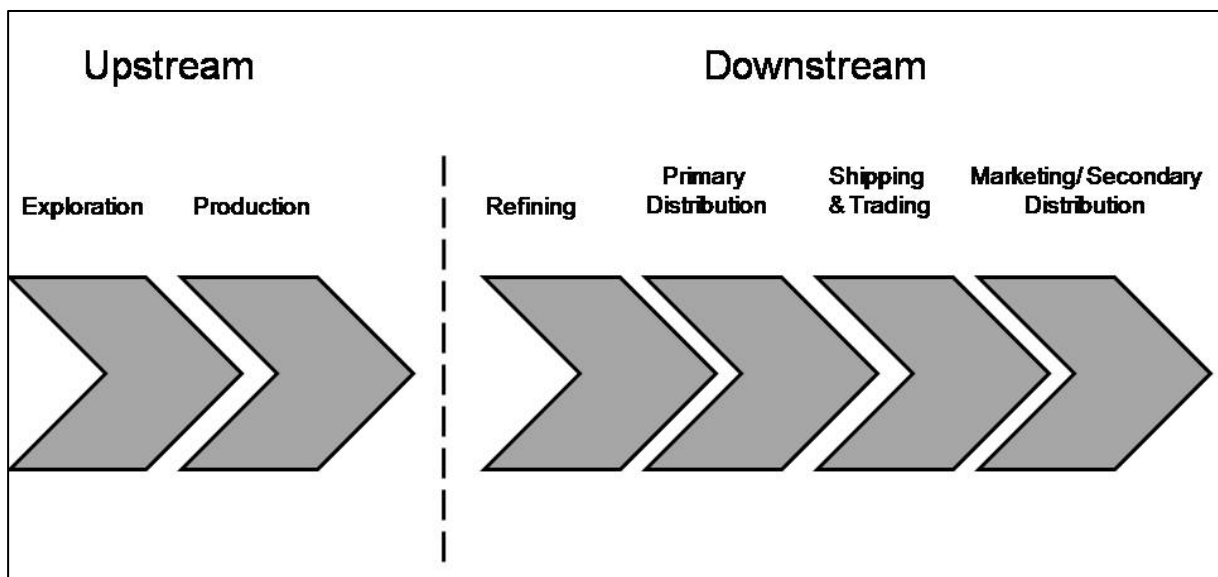 Upstream
Downstream
Exploration
Production
Refining
Primary
Distribution
Shipping
& Trading
Marketing/ Secondary
Distribution